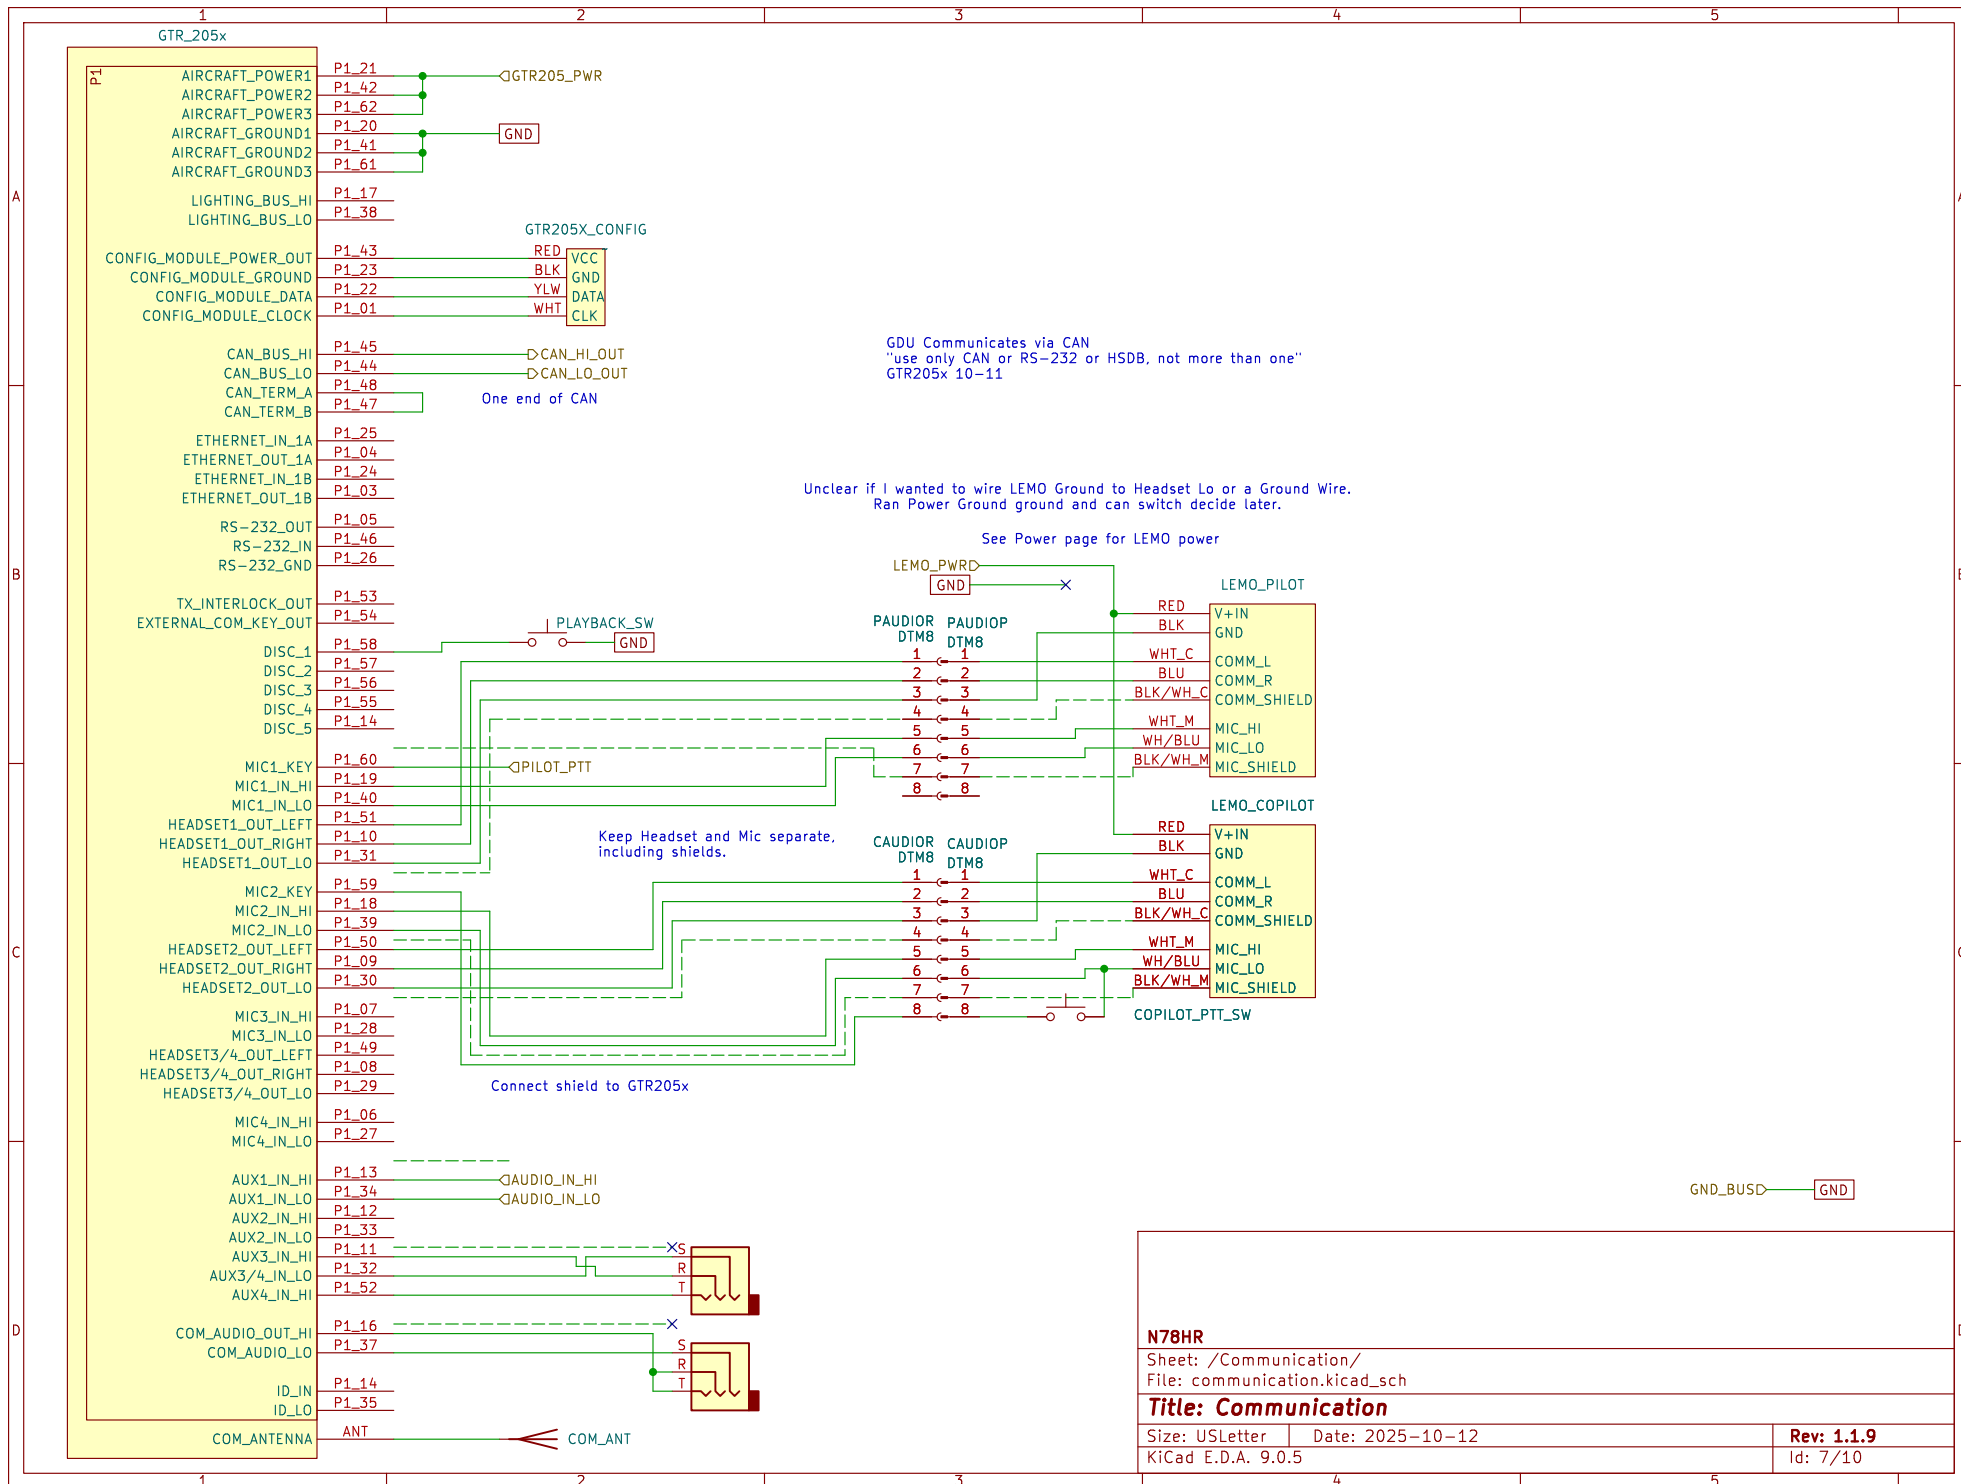 1 2 3 4 5
GTR_205x
P1
AIRCRAFT_POWER1 P1_21 GTR205_PWR
AIRCRAFT_POWER2 P1_42
AIRCRAFT_POWER3 P1_62
AIRCRAFT_GROUND1 P1_20 GND
AIRCRAFT_GROUND2 P1_41
AIRCRAFT_GROUND3 P1_61
A
LIGHTING_BUS_HI P1_17
LIGHTING_BUS_LO P1_38
GTR205X_CONFIG
CONFIG_MODULE_POWER_OUT P1_43 RED VCC
CONFIG_MODULE_GROUND P1_23 BLK GND
CONFIG_MODULE_DATA P1_22 YLW DATA
CONFIG_MODULE_CLOCK P1_01 WHT CLK
GDU Communicates via CAN
"use only CAN or RS-232 or HSDB, not more than one"
GTR205x 10-11
CAN_BUS_HI P1_45 CAN_HI_OUT
CAN_BUS_LO P1_44 CAN_LO_OUT
CAN_TERM_A P1_48
CAN_TERM_B P1_47
One end of CAN
ETHERNET_IN_1A P1_25
ETHERNET_OUT_1A P1_04
ETHERNET_IN_1B P1_24
ETHERNET_OUT_1B P1_03
Unclear if I wanted to wire LEMO Ground to Headset Lo or a Ground Wire.
Ran Power Ground ground and can switch decide later.
See Power page for LEMO power
RS-232_OUT P1_05
RS-232_IN P1_46
RS-232_GND P1_26
LEMO_PWR
GND
B
LEMO_PILOT
TX_INTERLOCK_OUT P1_53
EXTERNAL_COM_KEY_OUT P1_54
PLAYBACK_SW
GND
DISC_1 P1_58
DISC_2 P1_57
DISC_3 P1_56
DISC_4 P1_55
DISC_5 P1_14
PAUDIOR PAUDIOP
DTM8 DTM8
RED V+IN
BLK GND
1 1 WHT_C COMM_L
2 2 BLU COMM_R
3 3 BLK/WH_C COMM_SHIELD
4 4
5 5 WHT_M MIC_HI
6 6 WH/BLU MIC_LO
7 7 BLK/WH_M MIC_SHIELD
8 8
MIC1_KEY P1_60 PILOT_PTT
MIC1_IN_HI P1_19
MIC1_IN_LO P1_40
HEADSET1_OUT_LEFT P1_51
HEADSET1_OUT_RIGHT P1_10
HEADSET1_OUT_LO P1_31
Keep Headset and Mic separate,
including shields.
LEMO_COPILOT
CAUDIOR CAUDIOP
DTM8 DTM8
RED V+IN
BLK GND
1 1 WHT_C COMM_L
2 2 BLU COMM_R
3 3 BLK/WH_C COMM_SHIELD
4 4
5 5 WHT_M MIC_HI
6 6 WH/BLU MIC_LO
7 7 BLK/WH_M MIC_SHIELD
8 8
COPILOT_PTT_SW
MIC2_KEY P1_59
MIC2_IN_HI P1_18
MIC2_IN_LO P1_39
HEADSET2_OUT_LEFT P1_50
HEADSET2_OUT_RIGHT P1_09
HEADSET2_OUT_LO P1_30
C
MIC3_IN_HI P1_07
MIC3_IN_LO P1_28
HEADSET3/4_OUT_LEFT P1_49
HEADSET3/4_OUT_RIGHT P1_08
HEADSET3/4_OUT_LO P1_29
Connect shield to GTR205x
MIC4_IN_HI P1_06
MIC4_IN_LO P1_27
AUX1_IN_HI P1_13 AUDIO_IN_HI
AUX1_IN_LO P1_34 AUDIO_IN_LO
AUX2_IN_HI P1_12
AUX2_IN_LO P1_33
AUX3_IN_HI P1_11 S
AUX3/4_IN_LO P1_32 R
AUX4_IN_HI P1_52 T
GND_BUS GND
D
COM_AUDIO_OUT_HI P1_16
COM_AUDIO_LO P1_37 S
R
T
ID_IN P1_14
ID_LO P1_35
COM_ANTENNA ANT COM_ANT
N78HR
Sheet: /Communication/
File: communication.kicad_sch
Title: Communication
Size: USLetter Date: 2025-10-12 Rev: 1.1.9
KiCad E.D.A. 9.0.5 Id: 7/10
1 2 3 4 5